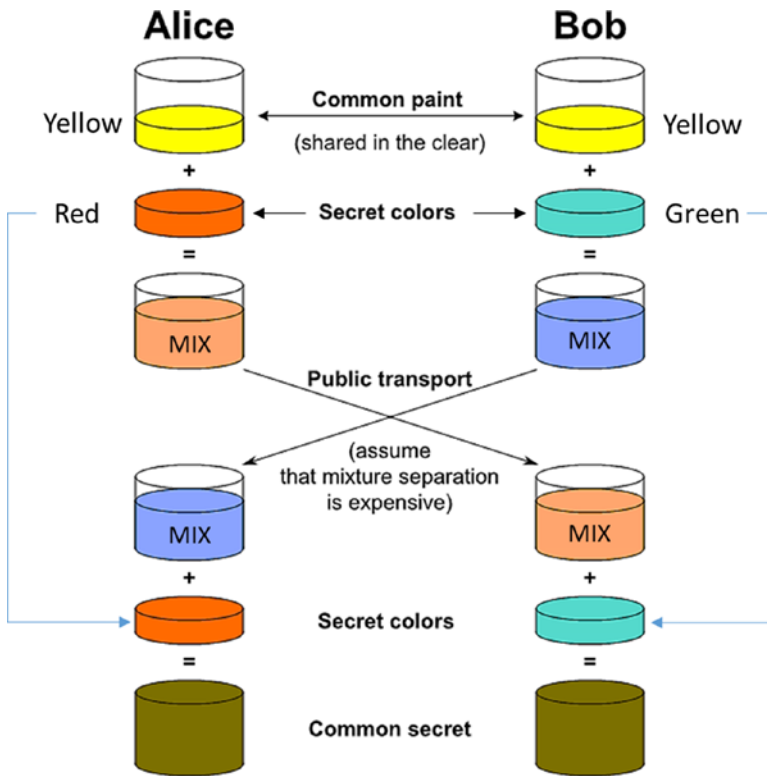 Alice Bob
Yellow Common paint Yellow
(shared in the clear)
+ +
Red Secret colors Green
= =
MIX MIX
Public transport
(assume
that mixture separation
is expensive)
MIX MIX
+ +
Secret colors
= =
Common secret